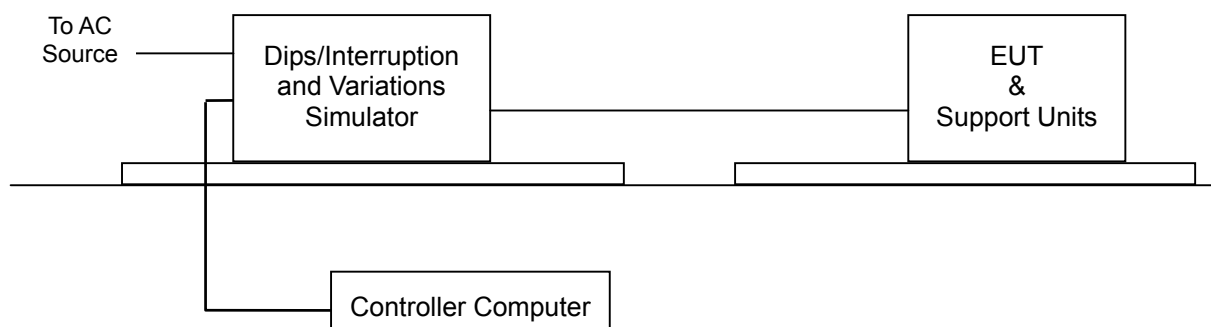 To AC
Source
Dips/Interruption
and Variations
Simulator
EUT
&
Support Units
Controller Computer